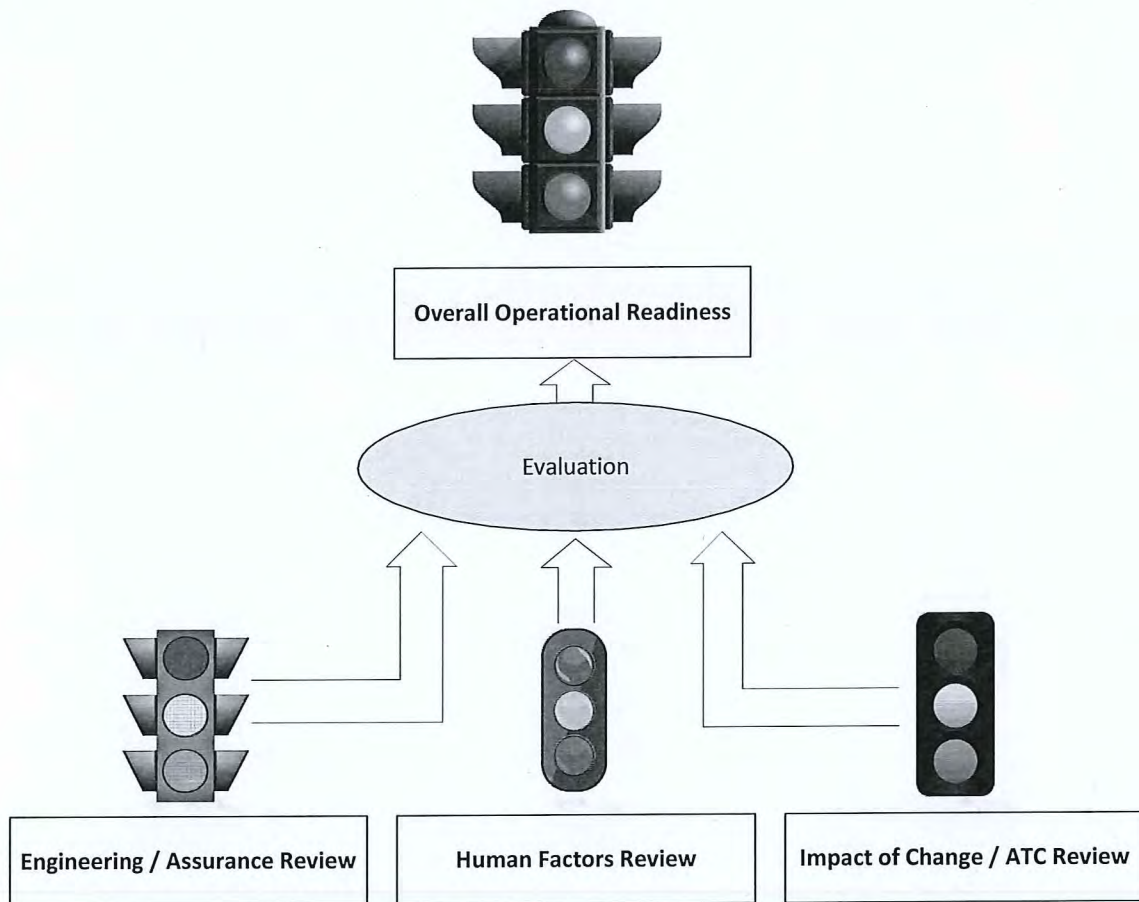 Overall Operational Readiness
Evaluation
Engineering / Assurance Review
Human Factors Review
Impact of Change / ATC Review